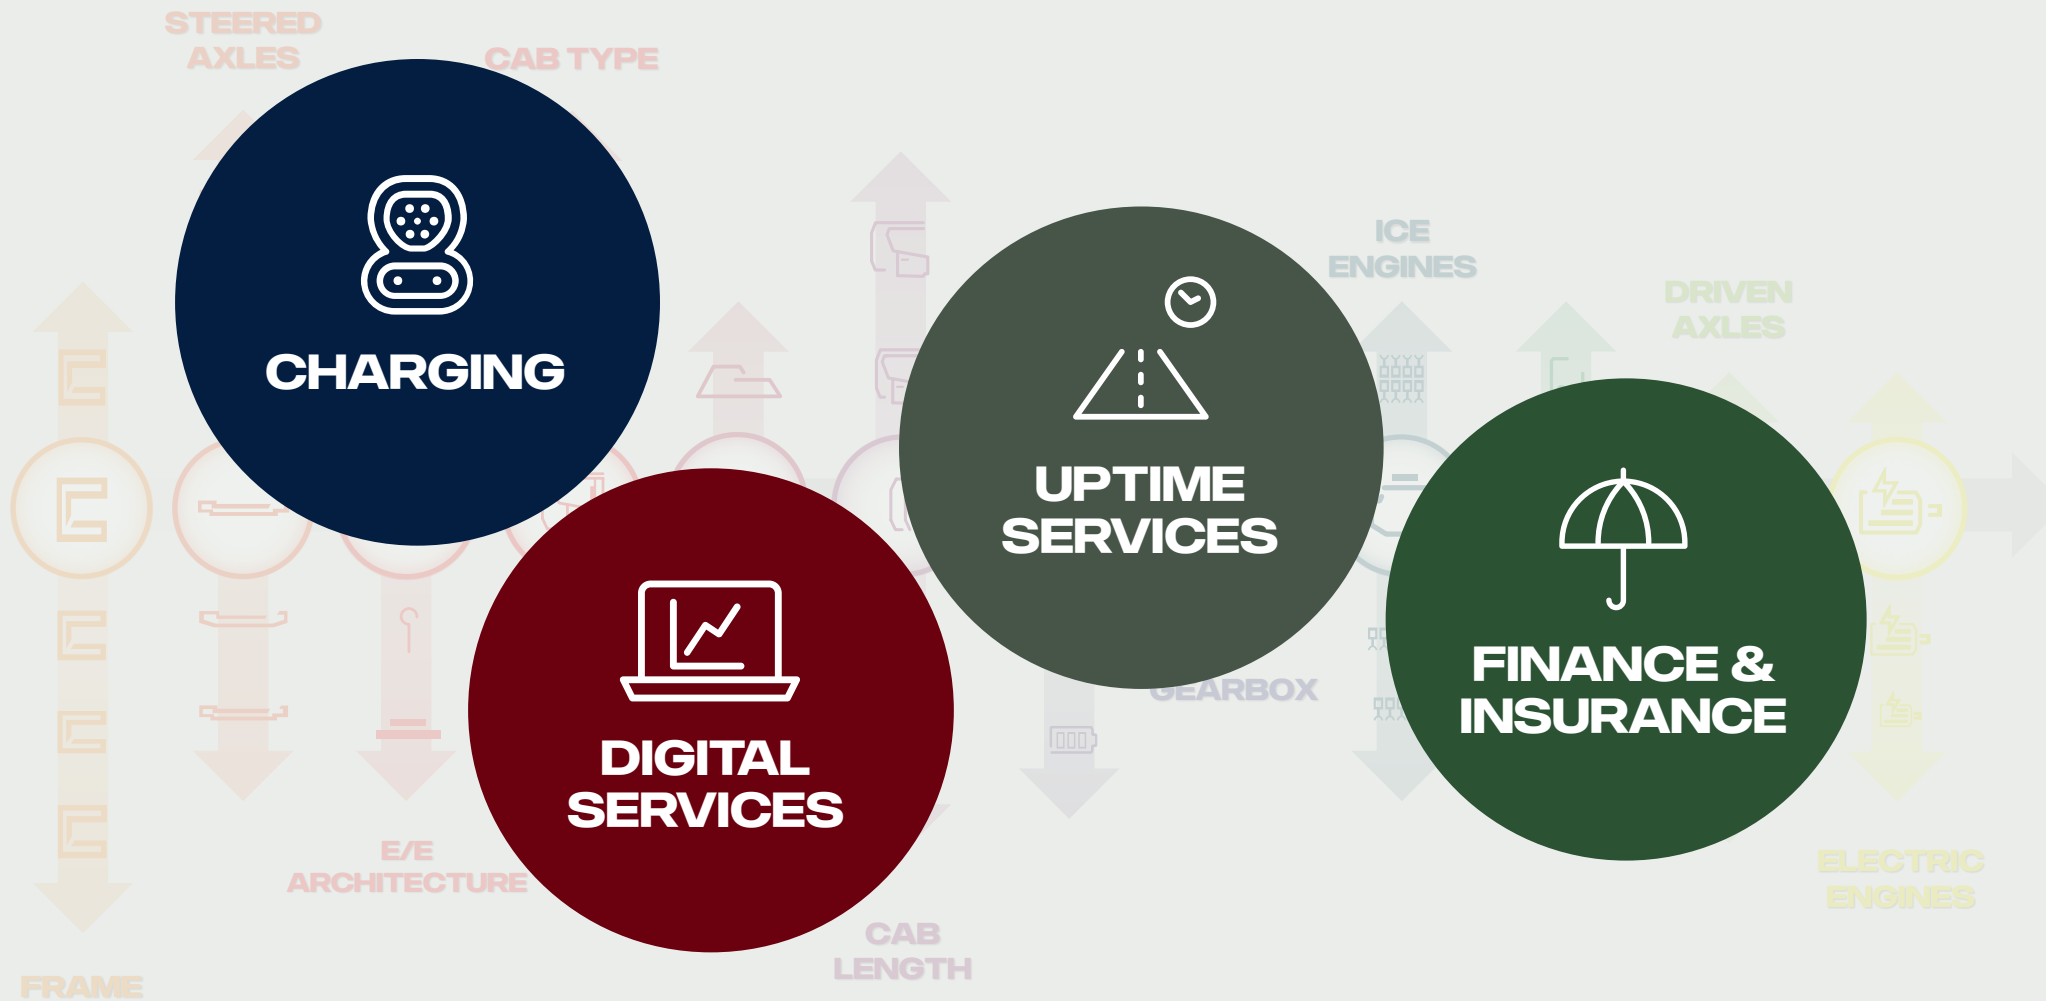 STEERED
AXLES
CAB TYPE
CHARGING
ICE
ENGINES
DRIVEN
AXLES
UPTIME
SERVICES
FINANCE &
INSURANCE
GEARBOX
DIGITAL
SERVICES
E/E
ARCHITECTURE
ELECTRIC
ENGINES
CAB
LENGTH
FRAME